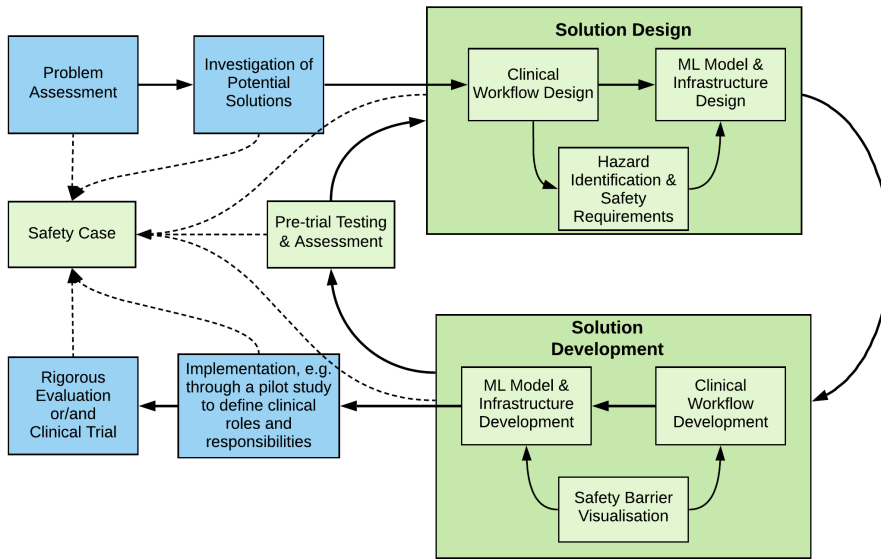 Problem
Assessment
Investigation of
Potential
Solutions
Solution Design
Clinical
Workflow Design
ML Model &
Infrastructure
Design
Hazard
Identification &
Safety
Requirements
Safety Case
Pre-trial Testing
& Assessment
Solution
Development
ML Model &
Infrastructure
Development
Clinical
Workflow
Development
Safety Barrier
Visualisation
Implementation, e.g.
through a pilot study
to define clinical
roles and
responsibilities
Rigorous
Evaluation
or/and
Clinical Trial